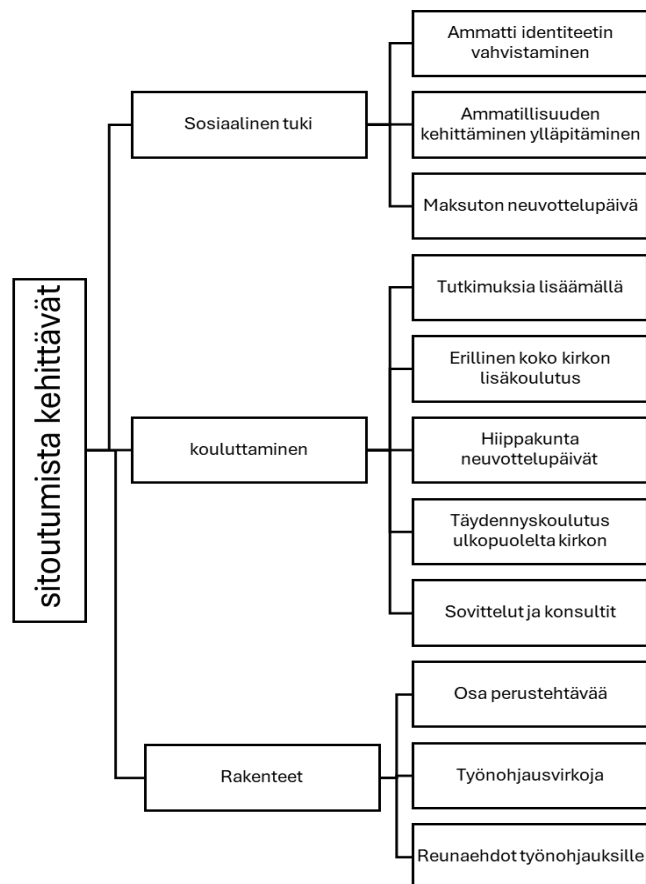 sitoutumista kehittävät
Sosiaalinen tuki
Ammatti identiteetin
vahvistaminen
Ammatillisuuden
kehittäminen ylläpitäminen
Maksuton neuvottelupäivä
kouluttaminen
Tutkimuksia lisäämällä
Erillinen koko kirkon
lisäkoulutus
Hiippakunta
neuvottelupäivät
Täydennyskoulutus
ulkopuolelta kirkon
Sovittelut ja konsultit
Rakenteet
Osa perustehtävää
Työnohjausvirkoja
Reunaehdot työnohjauksille